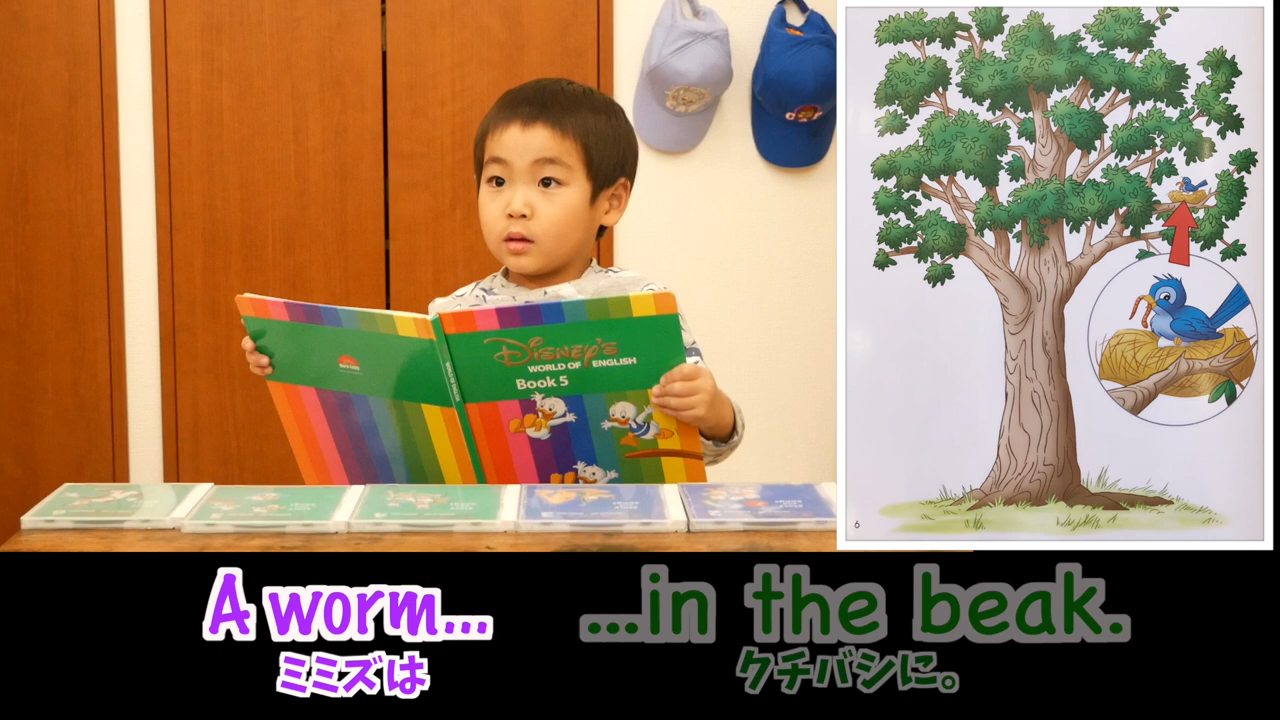 DISNEY'S
WORLD OF ENGLISH
Book 5
6
A worm... ...in the beak.
ミミズは クチバシに。